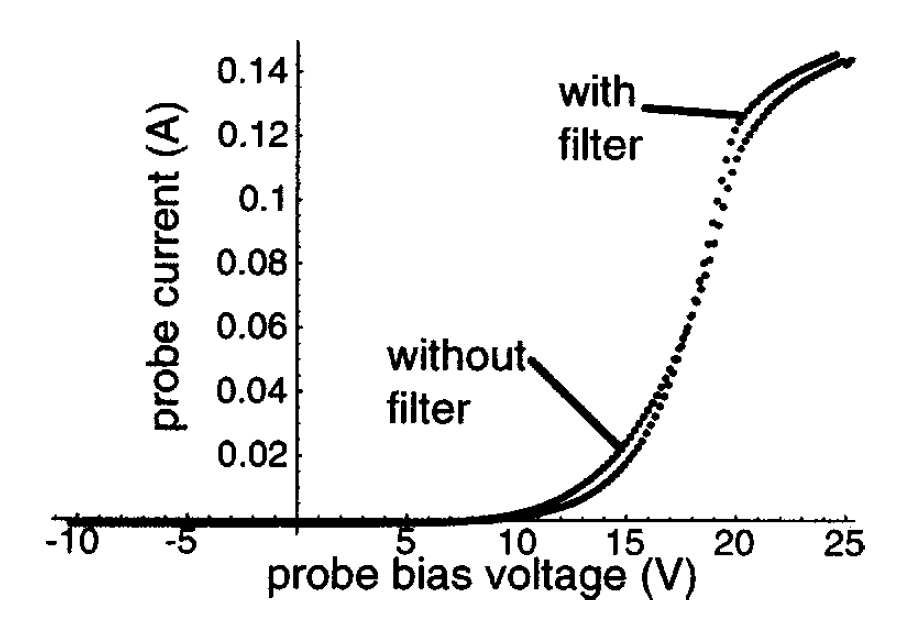 0.14
with
filter
0.12
0.1
probe current (A)
0.08
0.06
without
filter
0.04
0.02
-10
-5
5
10
15
20
25
probe bias voltage (V)